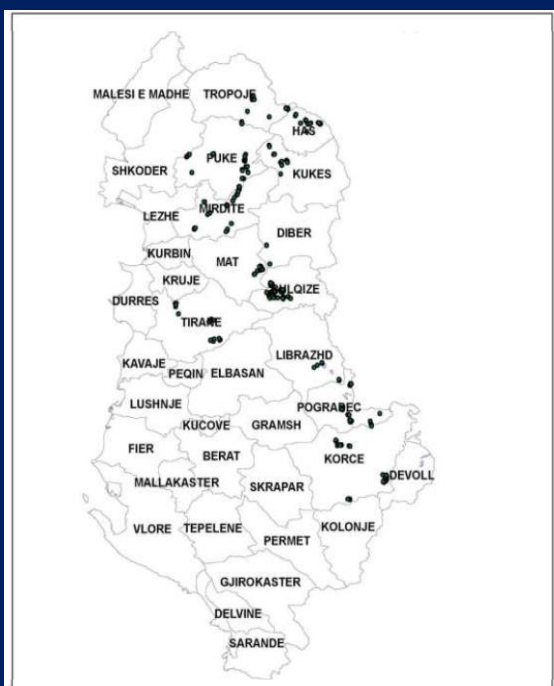 MALESI E MADHE
TROPOJE
HAS
PUKE
SHKODER
KUKES
LEZHE
MIRDITE
DIBER
KURBIN
MAT
KRUJE
BULQIZE
DURRES
TIRANE
LIBRAZHD
KAVAJE
PEQIN
ELBASAN
LUSHNJE
POGRADEC
KUCOVE
GRAMSH
FIER
BERAT
KORCE
DEVOLL
MALLAKASTER
SKRAPAR
VLORE
TEPELENE
KOLONJE
PERMET
GJIROKASTER
DELVINE
SARANDE